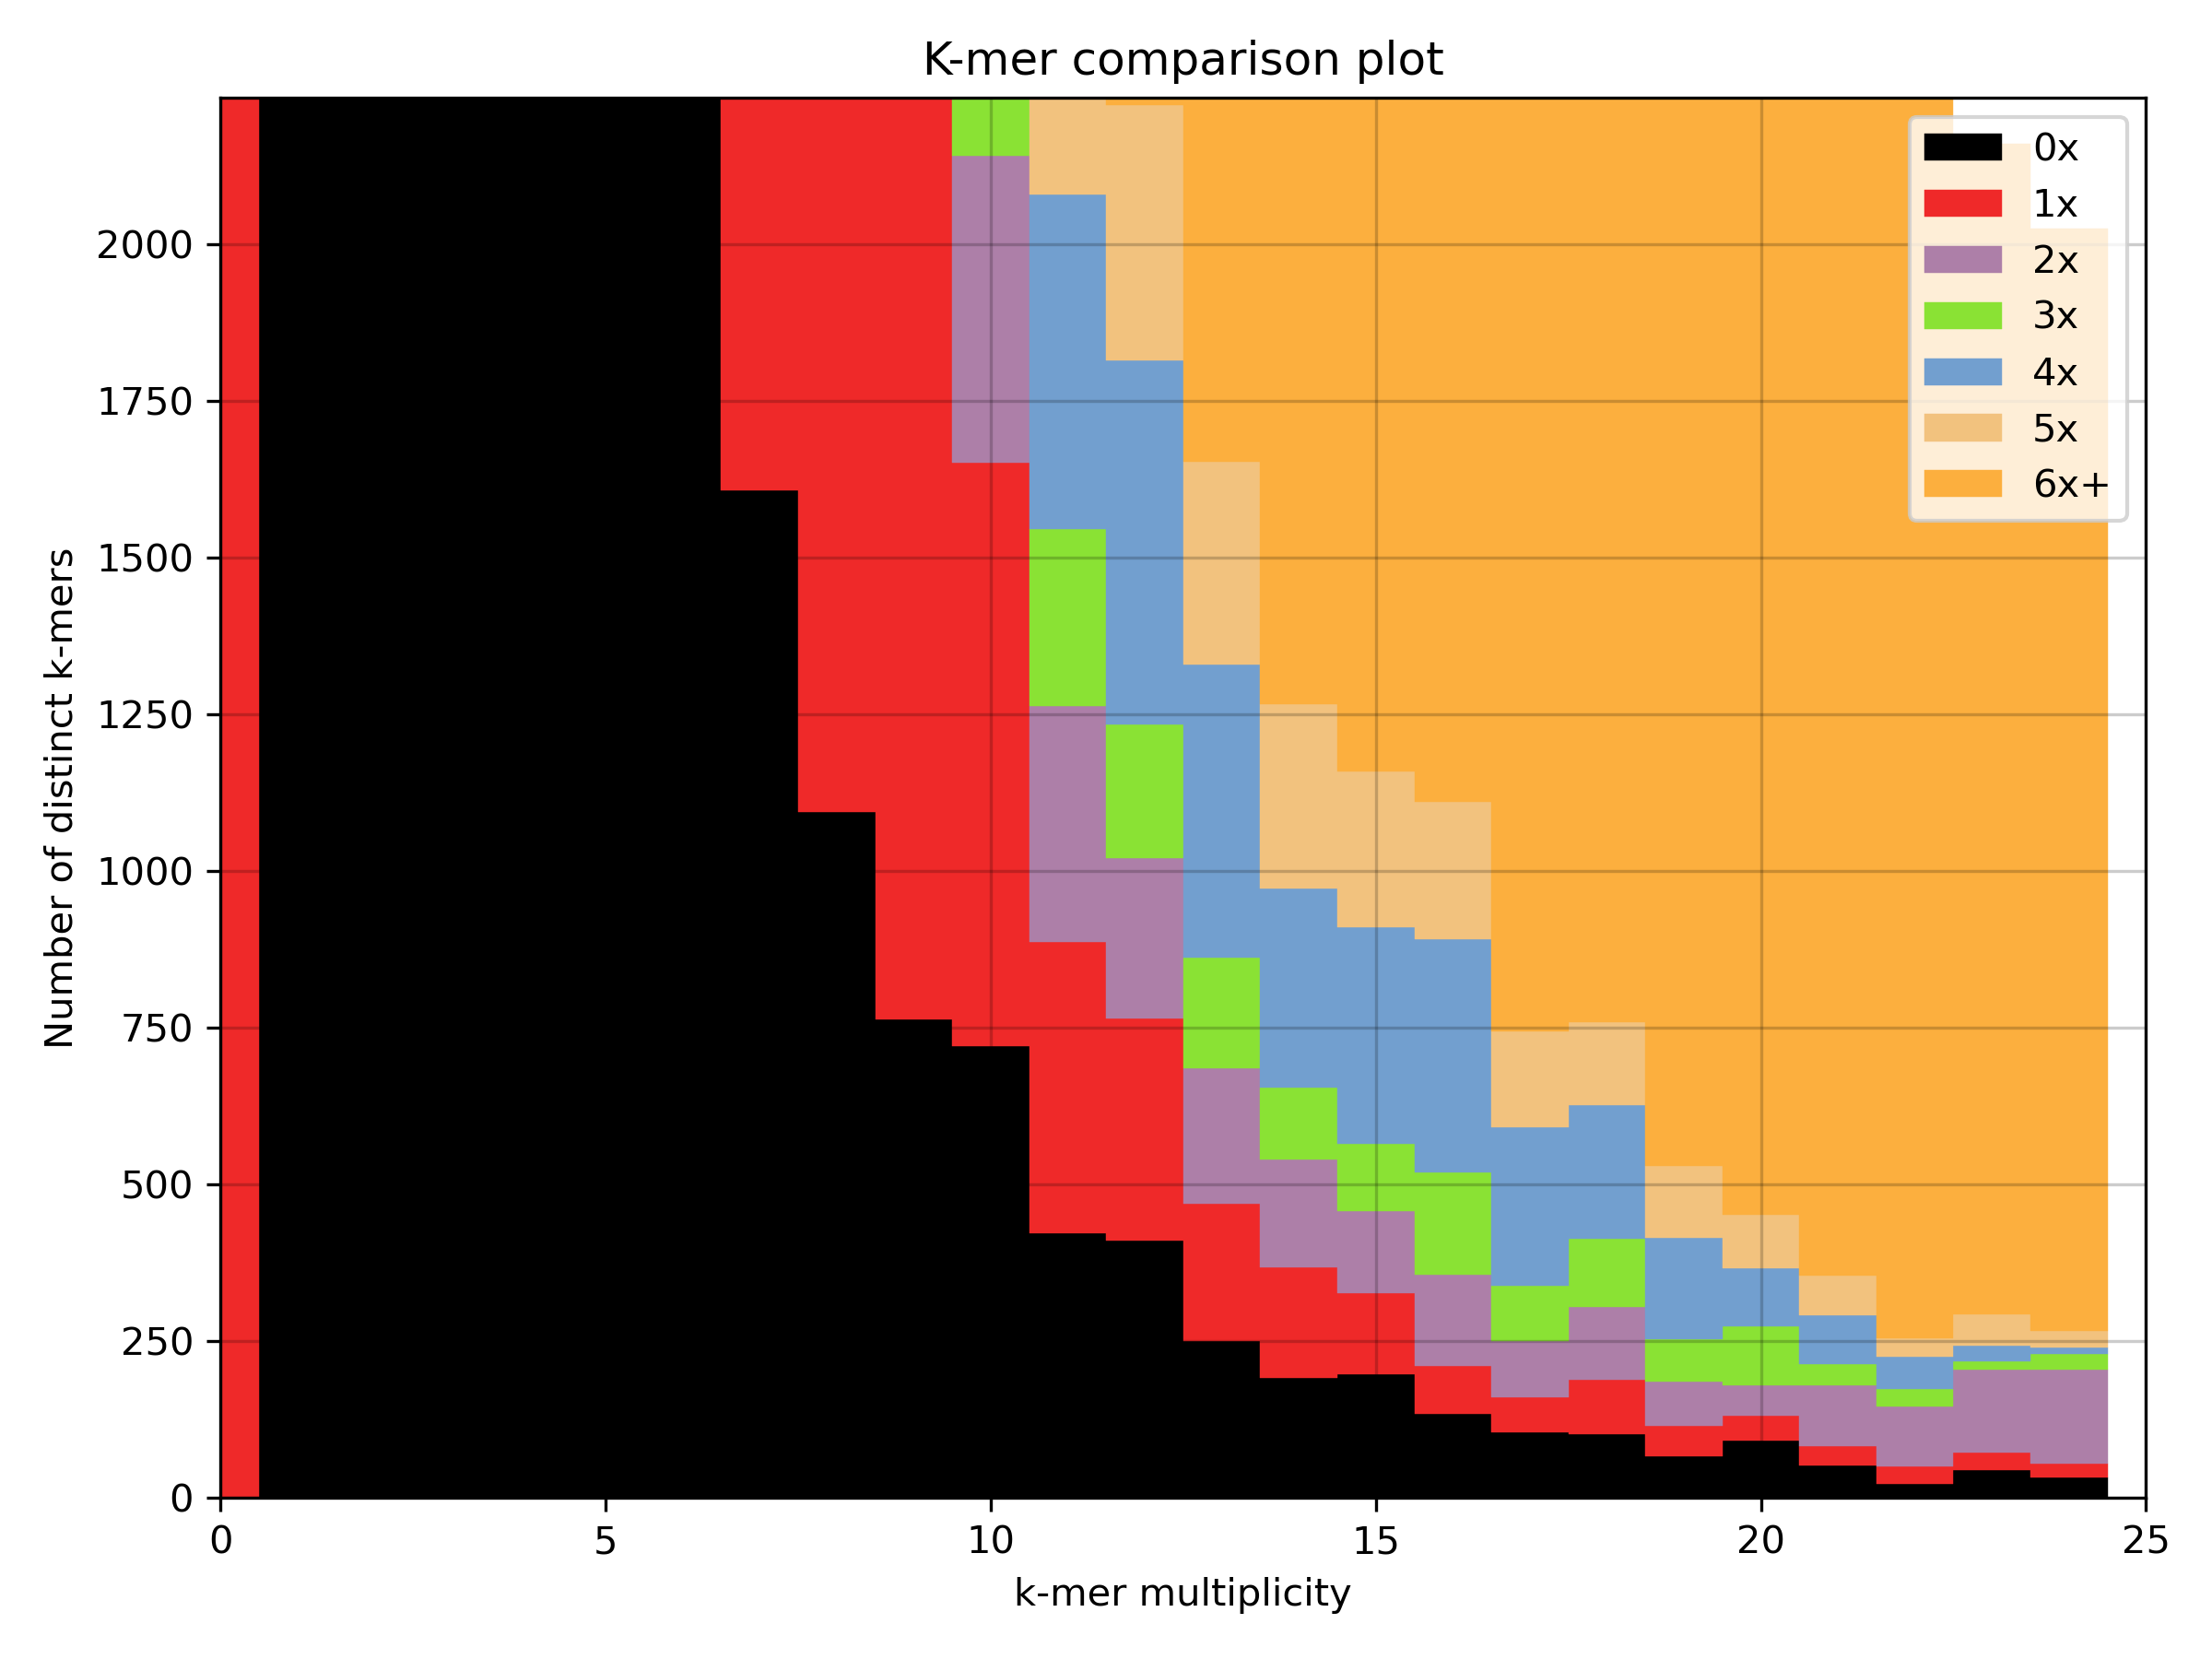 K-mer comparison plot
Number of distinct k-mers
2000
1750
1500
1250
1000
750
500
250
0
0x
1x
2x
3x
4x
5x
6x+
0 5 10 15 20 25
k-mer multiplicity